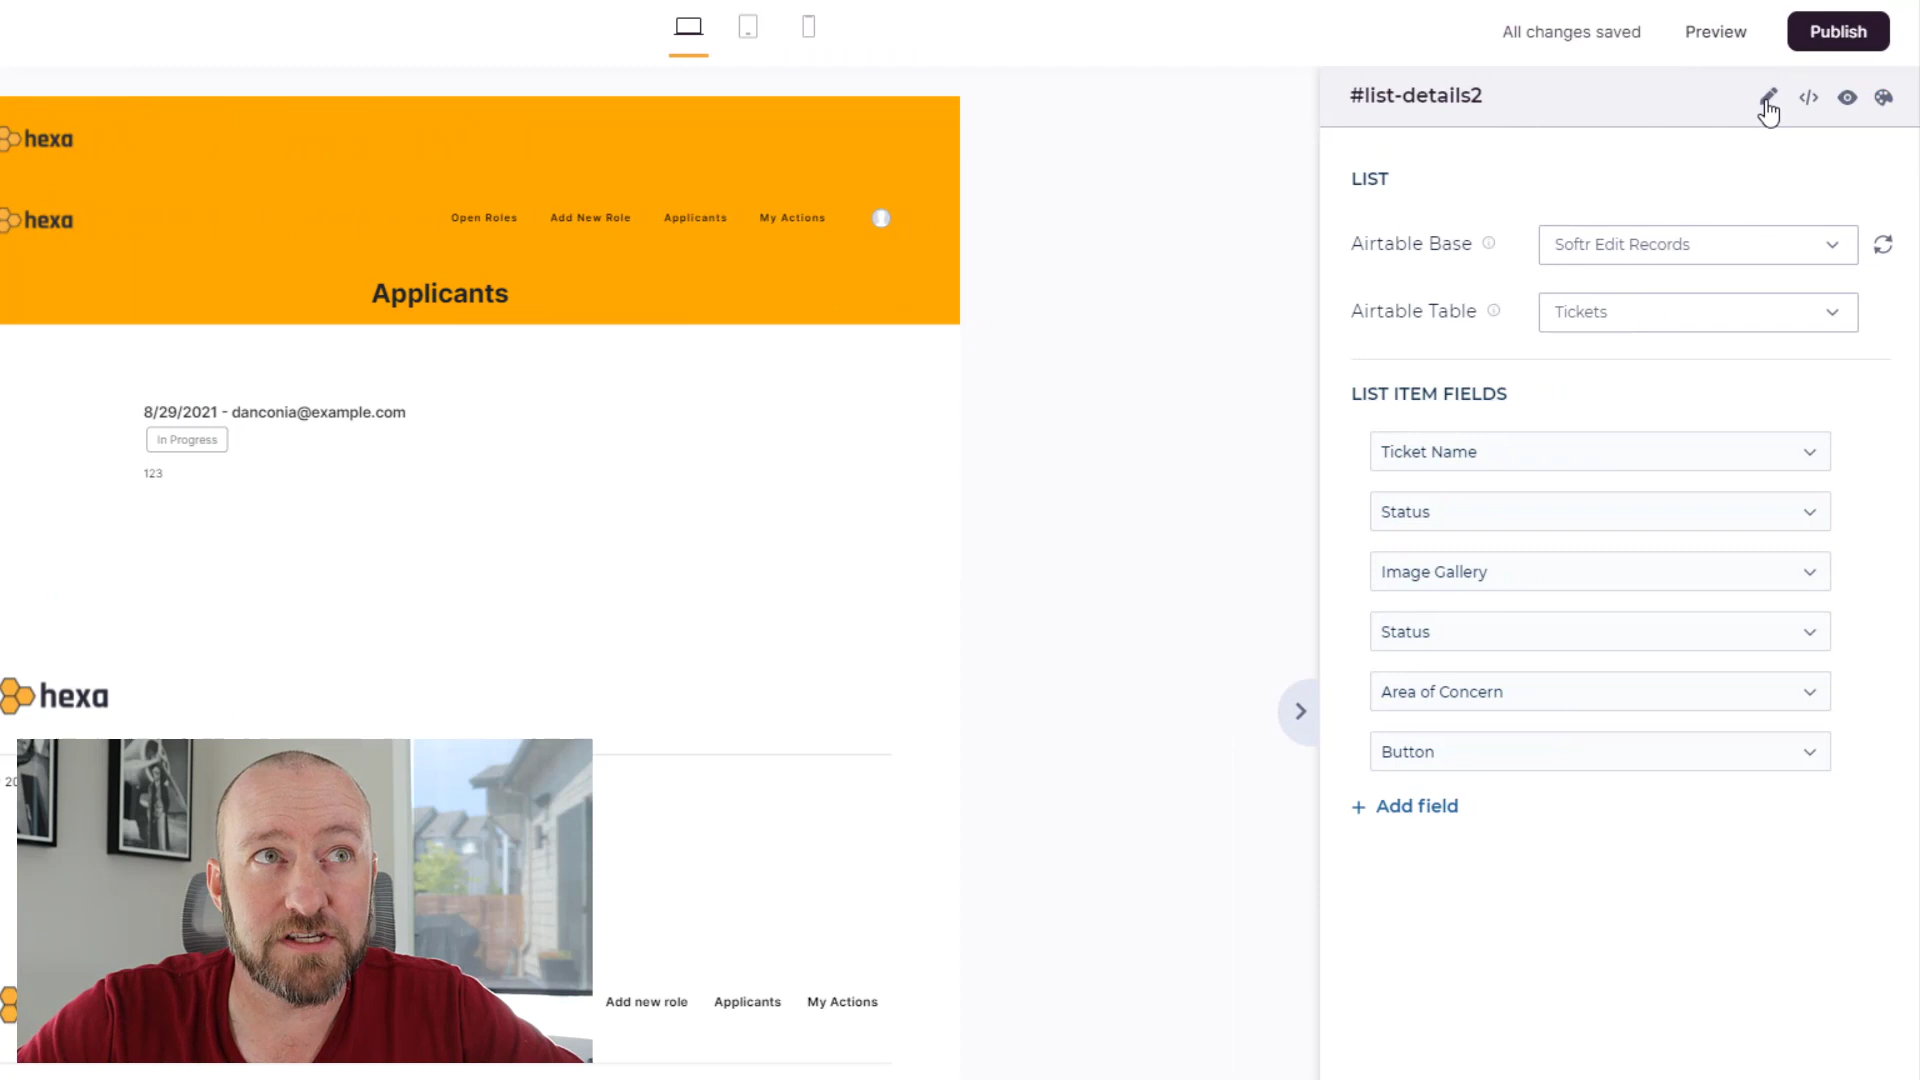 All changes saved
Preview
Publish
#list-details2
hexa
hexa
Open Roles
Add New Role
Applicants
My Actions
Applicants
8/29/2021 - danconia@example.com
In Progress
123
hexa
20
Add new role
Applicants
My Actions
LIST
Airtable Base
Softr Edit Records
Airtable Table
Tickets
LIST ITEM FIELDS
Ticket Name
Status
Image Gallery
Status
Area of Concern
Button
+ Add field